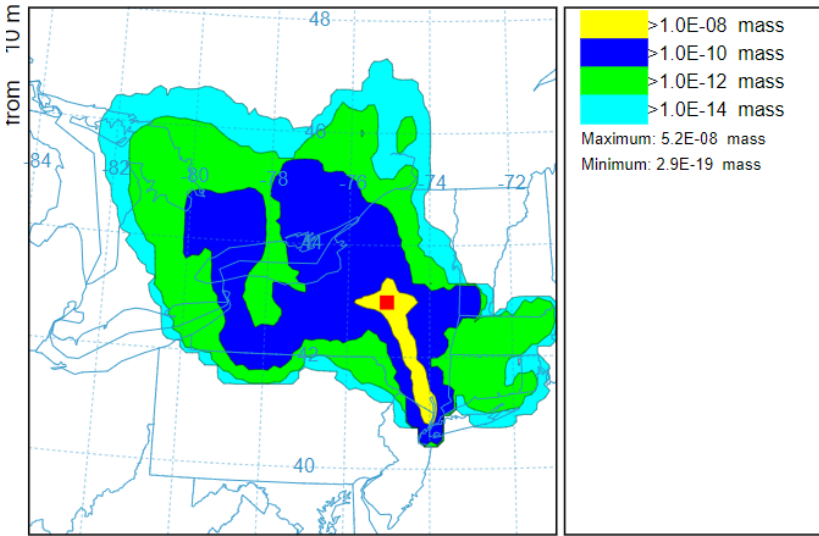 from 10 m
48
46
-84
-82
-80
-78
-76
-74
-72
44
42
40
>1.0E-08 mass
>1.0E-10 mass
>1.0E-12 mass
>1.0E-14 mass
Maximum: 5.2E-08 mass
Minimum: 2.9E-19 mass